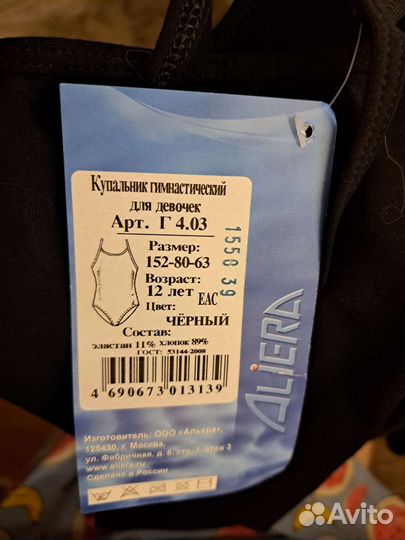 Купальник гимнастический
для девочек
Арт. Г 4.03
Размер:
152-80-63
Возраст:
12 лет
Цвет:
EAC
ЧЁРНЫЙ
Состав:
эластан 11% хлопок 89%
ГОСТ: 53144-2008
4 690673 013139
1558 39
ALIERA
Изготовитель: ООО «Альера»,
125430, г. Москва,
ул. Фабричная, д. 6, стр. 1, этаж 3
www.aliera.ru
Сделано в России
Avito